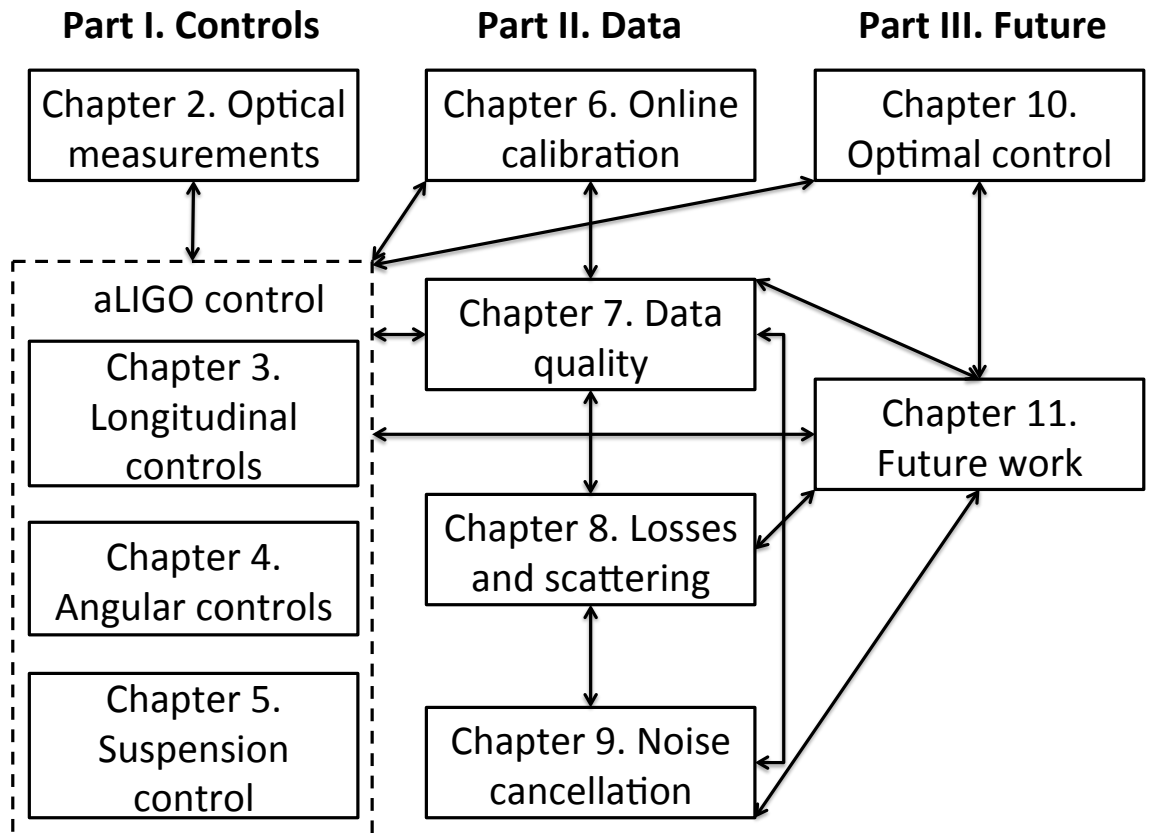 Part I. Controls
Chapter 2. Optical
measurements
aLIGO control
Chapter 3.
Longitudinal
controls
Chapter 4.
Angular controls
Chapter 5.
Suspension
control
Part II. Data
Chapter 6. Online
calibration
Chapter 7. Data
quality
Chapter 8. Losses
and scattering
Chapter 9. Noise
cancellation
Part III. Future
Chapter 10.
Optimal control
Chapter 11.
Future work